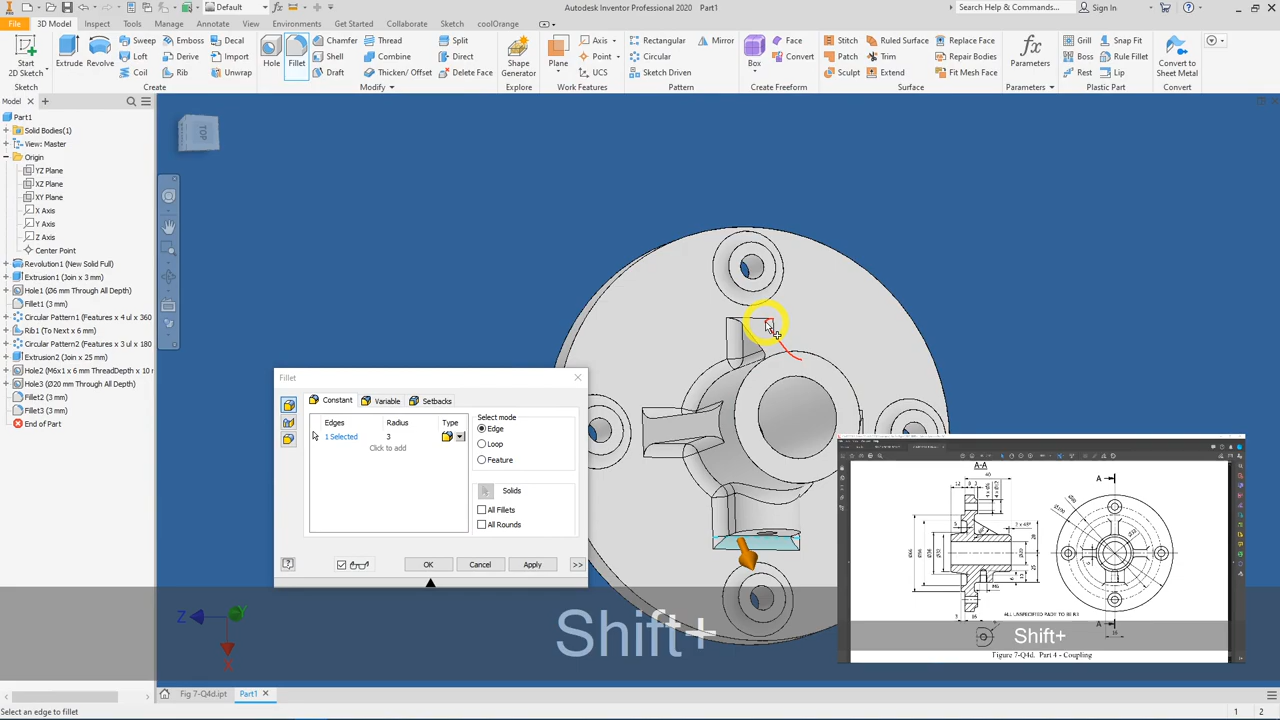 Default
Autodesk Inventor Professional 2020 Part1
Search Help & Commands...
Sign In
File 3D Model Inspect Tools Manage Annotate View Environments Get Started Collaborate Sketch coolOrange
Start
2D Sketch
Extrude
Revolve
Sweep Emboss Decal
Loft Derive Import
Coil Rib Unwrap
Hole
Fillet
Chamfer Thread Split
Shell Combine Direct
Draft Thicken/ Offset Delete Face
Shape
Generator
Plane
Axis
Point
UCS
Rectangular Mirror
Circular
Sketch Driven
Box
Face
Convert
Stitch Ruled Surface Replace Face
Patch Trim Repair Bodies
Sculpt Extend Fit Mesh Face
Parameters
Grill Snap Fit
Boss Rule Fillet
Rest Lip
Convert to
Sheet Metal
Create Modify Explore Work Features Pattern Create Freeform Surface Parameters Plastic Part Convert
Model
Part1
Solid Bodies(1)
View: Master
Origin
YZ Plane
XZ Plane
XY Plane
X Axis
Y Axis
Z Axis
Center Point
Revolution1 (New Solid Full)
Extrusion1 (Join x 3 mm)
Hole1 (Ø6 mm Through All Depth)
Fillet1 (3 mm)
Circular Pattern1 (Features x 4 ul x 360
Rib1 (To Next x 6 mm)
Circular Pattern2 (Features x 3 ul x 180
Extrusion2 (Join x 25 mm)
Hole2 (M6x1 x 6 mm ThreadDepth x 10 m
Hole3 (Ø20 mm Through All Depth)
Fillet2 (3 mm)
Fillet3 (3 mm)
End of Part
TOP
Fillet
Constant Variable Setbacks
Edges Radius Type
1 Selected 3
Click to add
Select mode
Edge
Loop
Feature
Solids
All Fillets
All Rounds
OK Cancel Apply >>
Z Y
X
Shift+
A-A
40
12
A
M6
16
ALL UNSPECIFIED RADII TO BE R3
A
16
Shift+
Figure 7-Q4d. Part 4 - Coupling
Fig 7-Q4d.ipt Part1
Select an edge to fillet
1 2